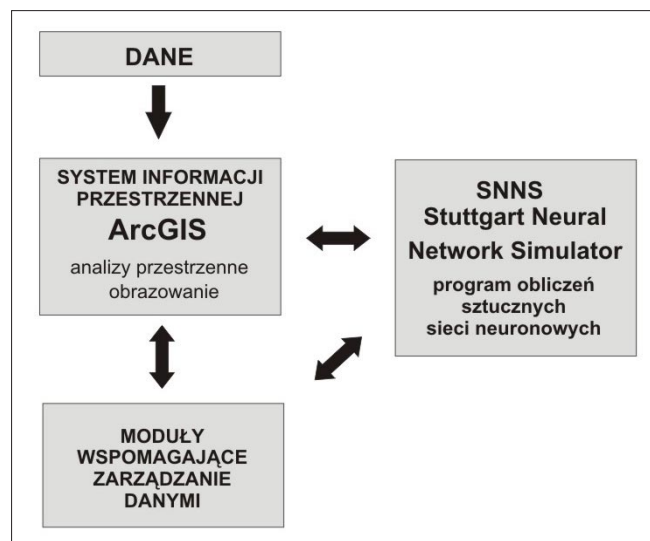 DANE
SYSTEM INFORMACJI
PRZESTRZENNEJ
ArcGIS
analizy przestrzenne
obrazowanie
SNNS
Stuttgart Neural
Network Simulator
program obliczeń
sztucznych
sieci neuronowych
MODUŁY
WSPOMAGAJĄCE
ZARZĄDZANIE
DANYMI